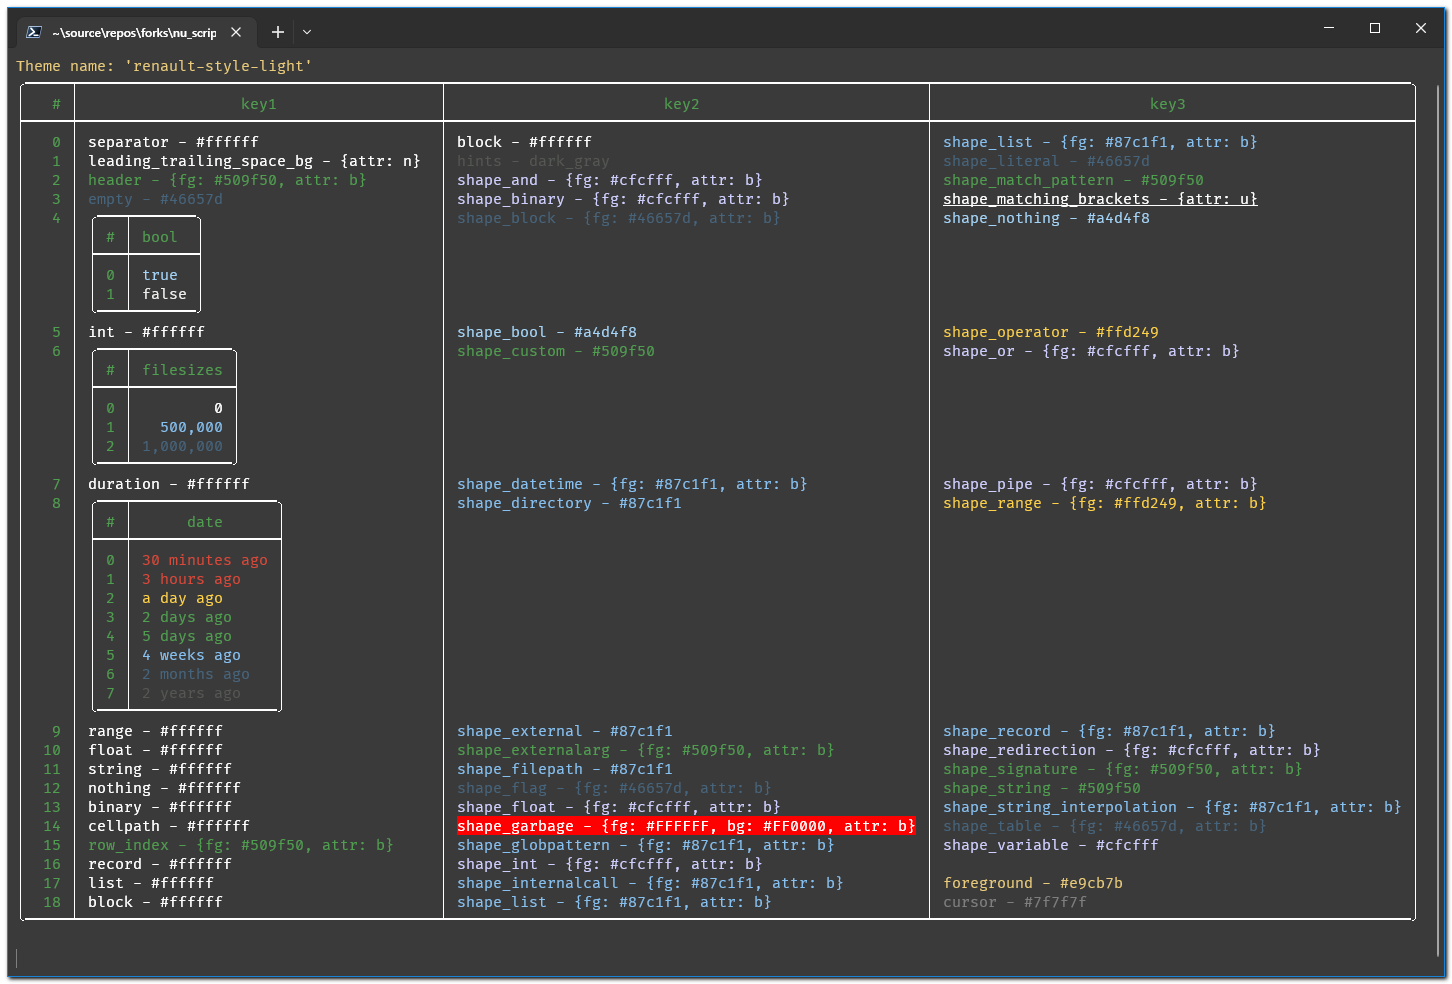 ~\source\repos\forks\nu_scrip
Theme name: 'renault-style-light'
# key1 key2 key3
0 separator - #ffffff block - #ffffff shape_list - {fg: #87c1f1, attr: b}
1 leading_trailing_space_bg - {attr: n} hints - dark_gray shape_literal - #46657d
2 header - {fg: #509f50, attr: b} shape_and - {fg: #cfcfff, attr: b} shape_match_pattern - #509f50
3 empty - #46657d shape_binary - {fg: #cfcfff, attr: b} shape_matching_brackets - {attr: u}
4 shape_block - {fg: #46657d, attr: b} shape_nothing - #a4d4f8
# bool
0 true
1 false
5 int - #ffffff shape_bool - #a4d4f8 shape_operator - #ffd249
6 shape_custom - #509f50 shape_or - {fg: #cfcfff, attr: b}
# filesizes
0 0
1 500,000
2 1,000,000
7 duration - #ffffff shape_datetime - {fg: #87c1f1, attr: b} shape_pipe - {fg: #cfcfff, attr: b}
8 shape_directory - #87c1f1 shape_range - {fg: #ffd249, attr: b}
# date
0 30 minutes ago
1 3 hours ago
2 a day ago
3 2 days ago
4 5 days ago
5 4 weeks ago
6 2 months ago
7 2 years ago
9 range - #ffffff shape_external - #87c1f1 shape_record - {fg: #87c1f1, attr: b}
10 float - #ffffff shape_externalarg - {fg: #509f50, attr: b} shape_redirection - {fg: #cfcfff, attr: b}
11 string - #ffffff shape_filepath - #87c1f1 shape_signature - {fg: #509f50, attr: b}
12 nothing - #ffffff shape_flag - {fg: #46657d, attr: b} shape_string - #509f50
13 binary - #ffffff shape_float - {fg: #cfcfff, attr: b} shape_string_interpolation - {fg: #87c1f1, attr: b}
14 cellpath - #ffffff shape_garbage - {fg: #FFFFFF, bg: #FF0000, attr: b} shape_table - {fg: #46657d, attr: b}
15 row_index - {fg: #509f50, attr: b} shape_globpattern - {fg: #87c1f1, attr: b} shape_variable - #cfcfff
16 record - #ffffff shape_int - {fg: #cfcfff, attr: b}
17 list - #ffffff shape_internalcall - {fg: #87c1f1, attr: b} foreground - #e9cb7b
18 block - #ffffff shape_list - {fg: #87c1f1, attr: b} cursor - #7f7f7f